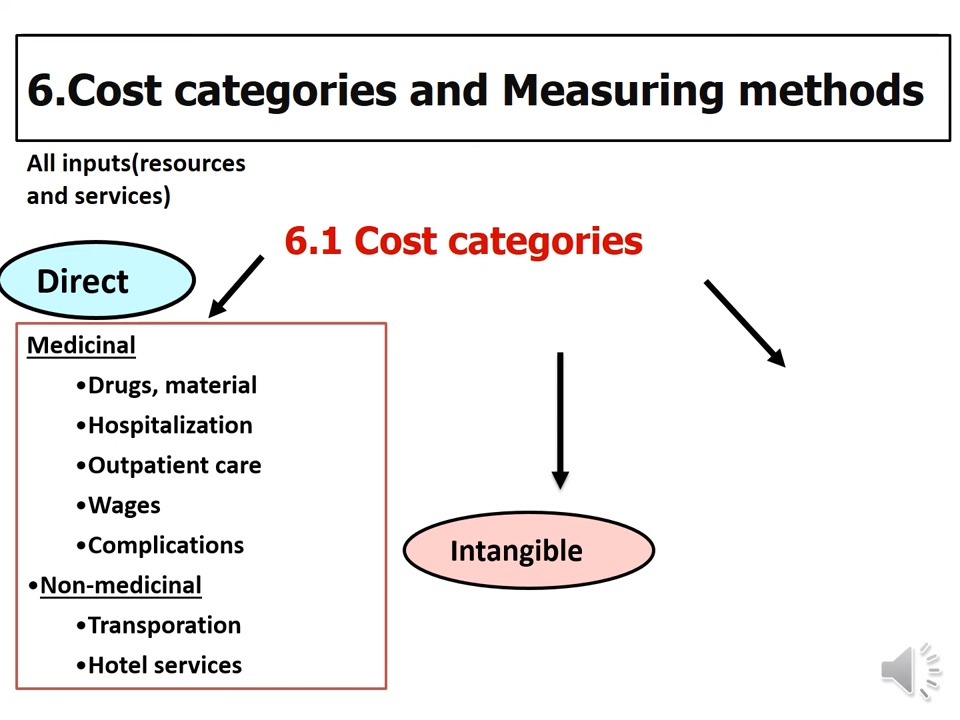 6.Cost categories and Measuring methods
All inputs(resources
and services)
6.1 Cost categories
Direct
Medicinal
•Drugs, material
•Hospitalization
•Outpatient care
•Wages
•Complications
•Non-medicinal
•Transporation
•Hotel services
Intangible